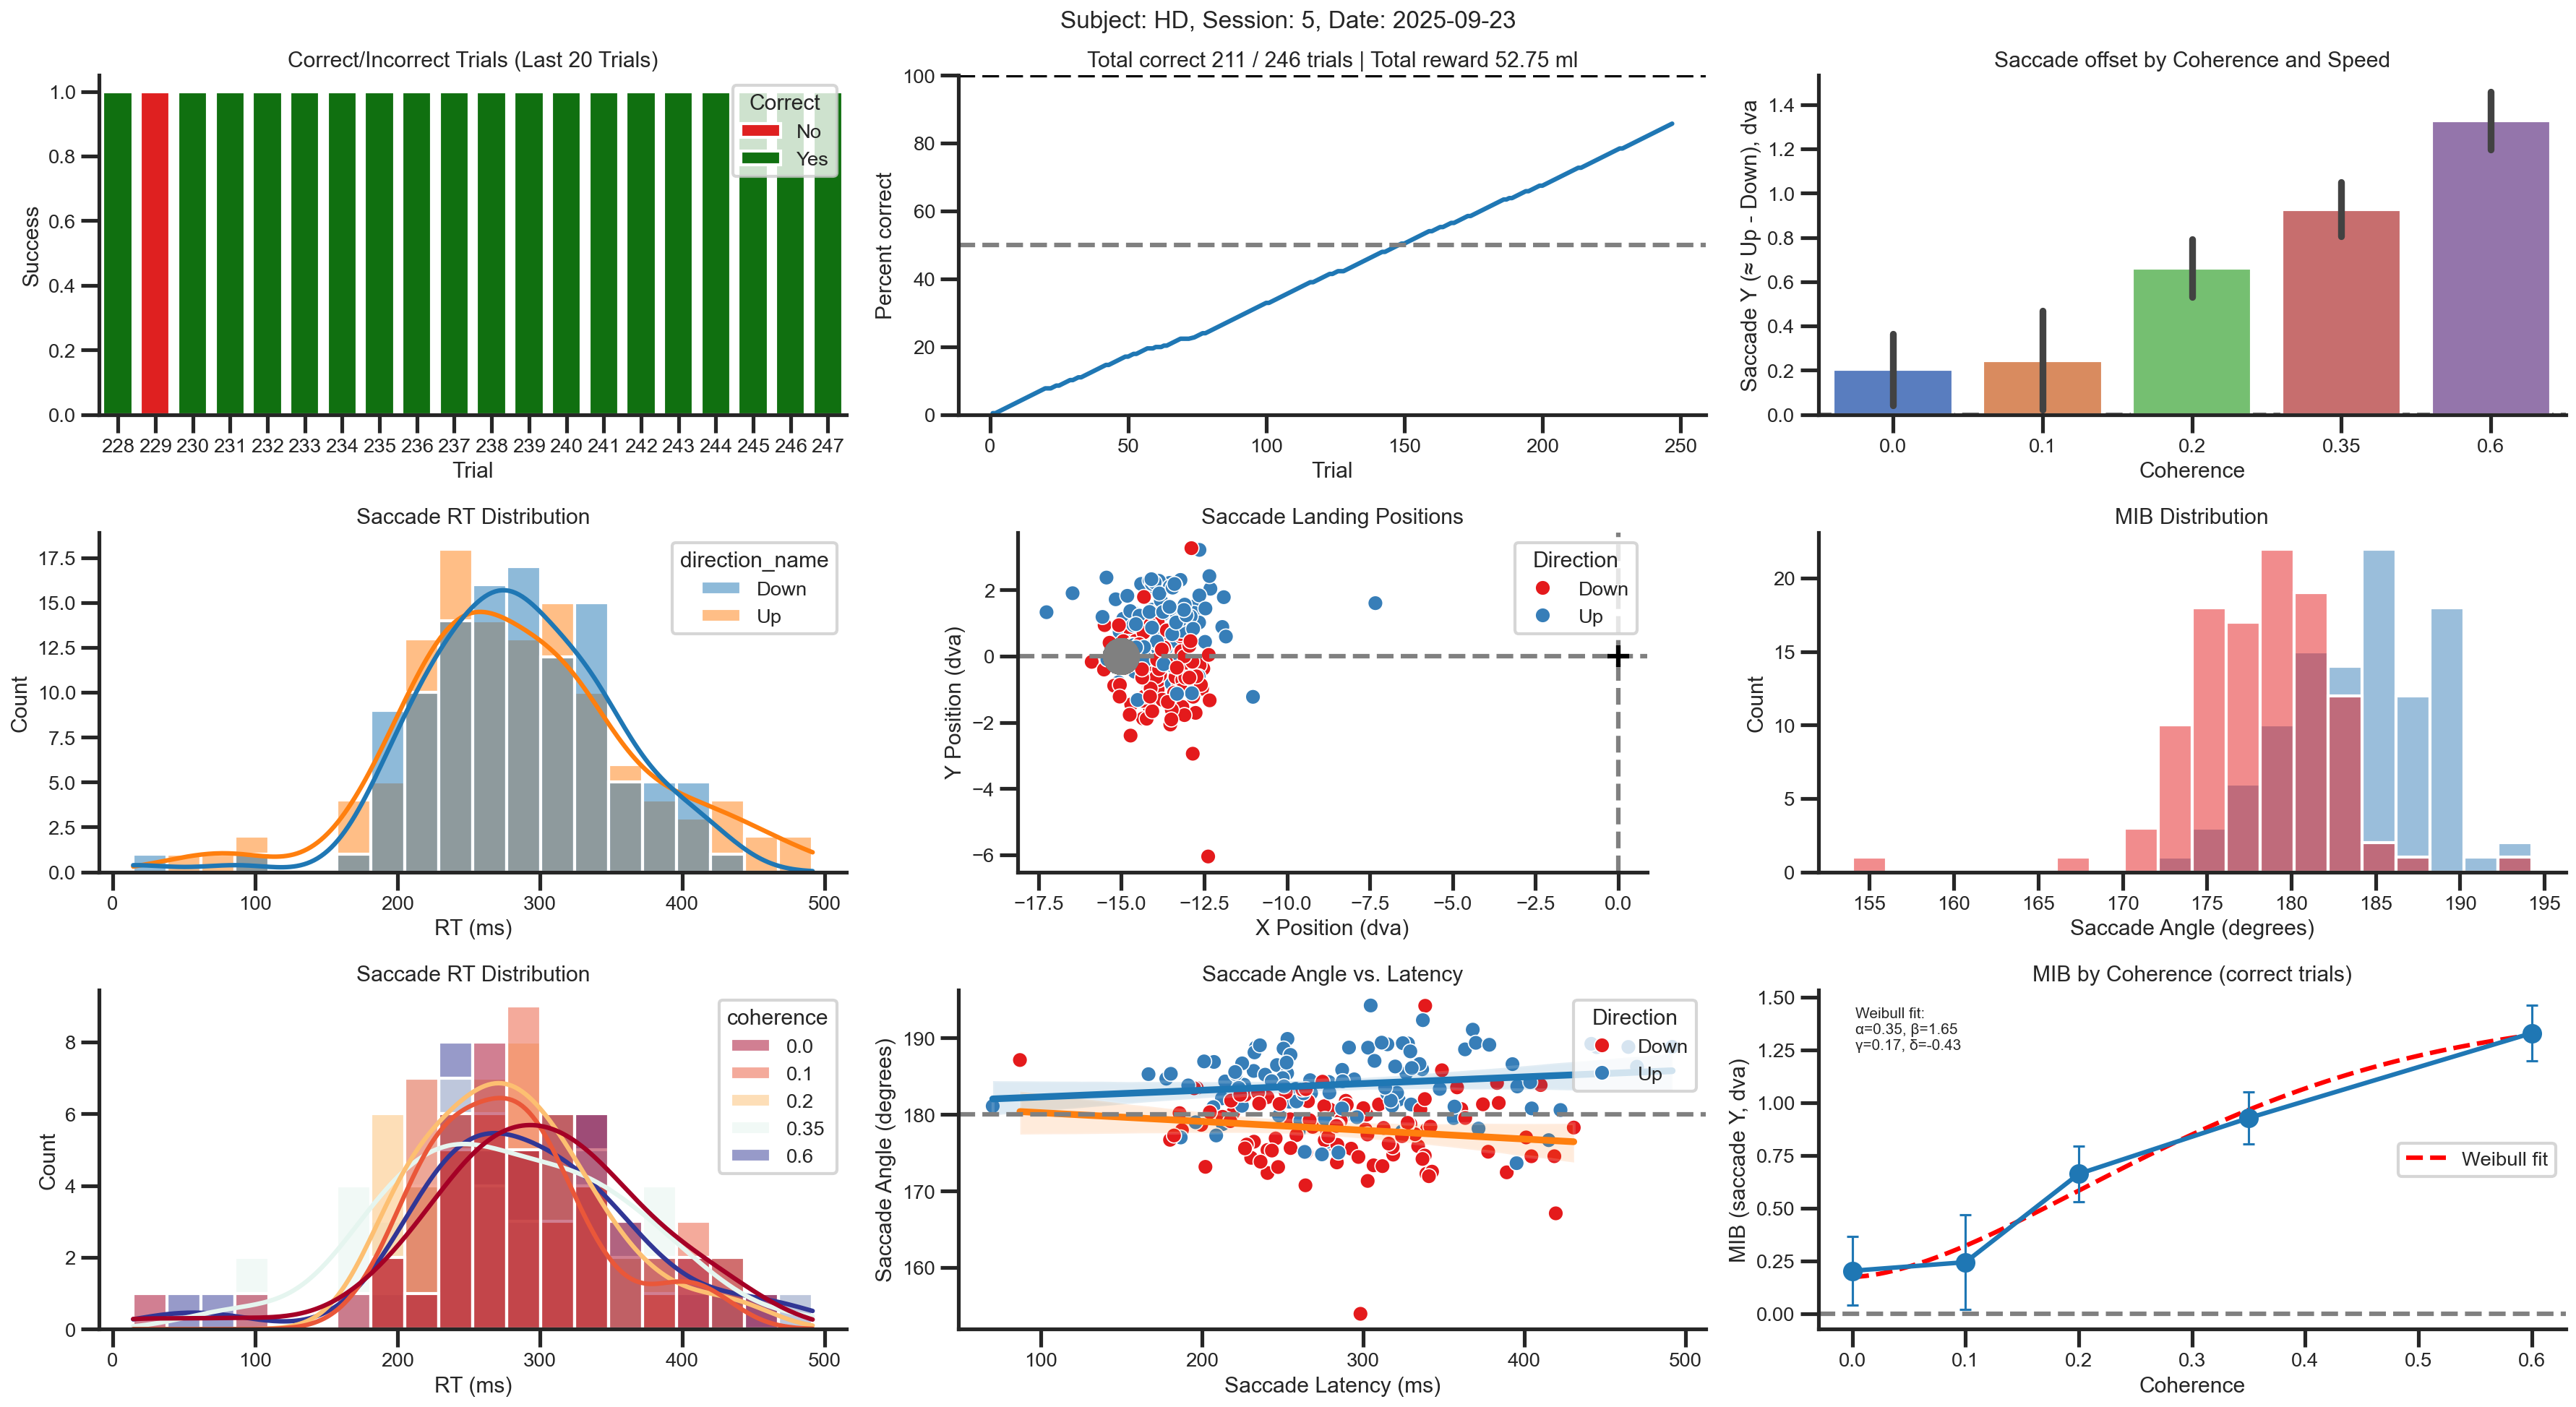 Subject: HD, Session: 5, Date: 2025-09-23
Correct/Incorrect Trials (Last 20 Trials)
Success
1.0
0.8
0.6
0.4
0.2
0.0
Correct
No
Yes
228 229 230 231 232 233 234 235 236 237 238 239 240 241 242 243 244 245 246 247
Trial
Total correct 211 / 246 trials | Total reward 52.75 ml
Percent correct
100
80
60
40
20
0
0 50 100 150 200 250
Trial
Saccade offset by Coherence and Speed
Saccade Y (≈ Up - Down), dva
1.4
1.2
1.0
0.8
0.6
0.4
0.2
0.0
0.0 0.1 0.2 0.35 0.6
Coherence
Saccade RT Distribution
Count
17.5
15.0
12.5
10.0
7.5
5.0
2.5
0.0
direction_name
Down
Up
0 100 200 300 400 500
RT (ms)
Saccade Landing Positions
Y Position (dva)
2
0
−2
−4
−6
Direction
Down
Up
−17.5 −15.0 −12.5 −10.0 −7.5 −5.0 −2.5 0.0
X Position (dva)
MIB Distribution
Count
20
15
10
5
0
155 160 165 170 175 180 185 190 195
Saccade Angle (degrees)
Saccade RT Distribution
Count
8
6
4
2
0
coherence
0.0
0.1
0.2
0.35
0.6
0 100 200 300 400 500
RT (ms)
Saccade Angle vs. Latency
Saccade Angle (degrees)
190
180
170
160
Direction
Down
Up
100 200 300 400 500
Saccade Latency (ms)
MIB by Coherence (correct trials)
MIB (saccade Y, dva)
1.50
1.25
1.00
0.75
0.50
0.25
0.00
Weibull fit:
α=0.35, β=1.65
γ=0.17, δ=-0.43
Weibull fit
0.0 0.1 0.2 0.3 0.4 0.5 0.6
Coherence